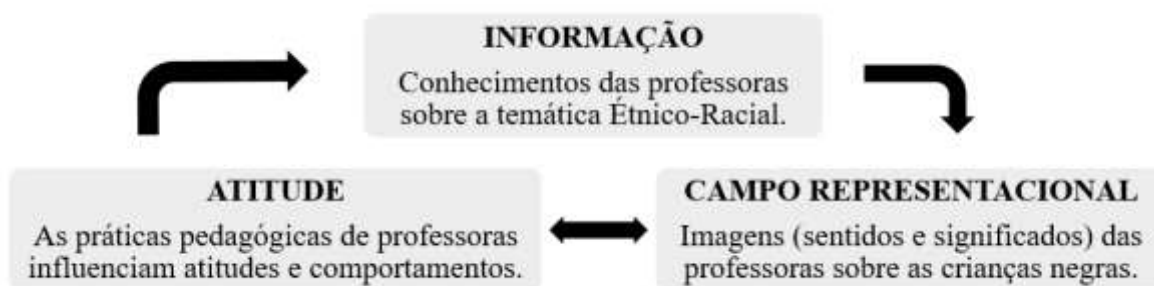 INFORMAÇÃO
Conhecimentos das professoras
sobre a temática Étnico-Racial.
ATITUDE
As práticas pedagógicas de professoras
influenciam atitudes e comportamentos.
CAMPO REPRESENTACIONAL
Imagens (sentidos e significados) das
professoras sobre as crianças negras.